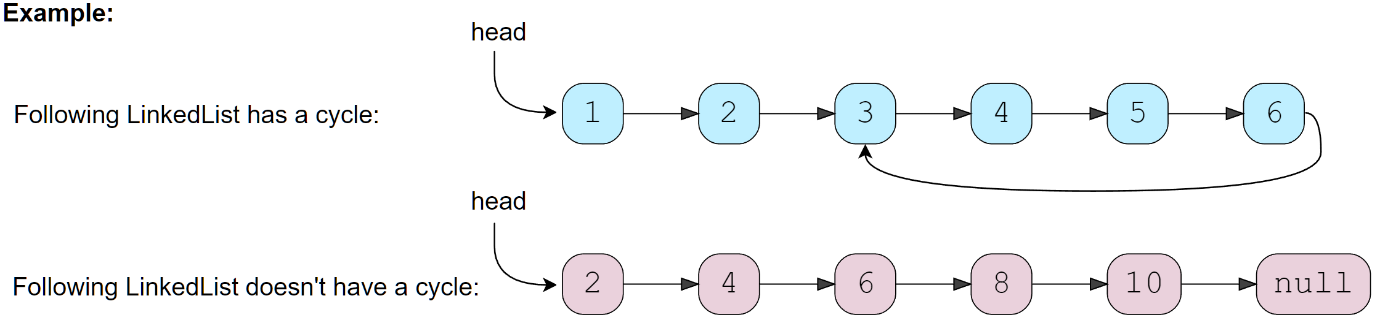 Example:
head
Following LinkedList has a cycle:
1 2 3 4 5 6
head
Following LinkedList doesn't have a cycle:
2 4 6 8 10 null